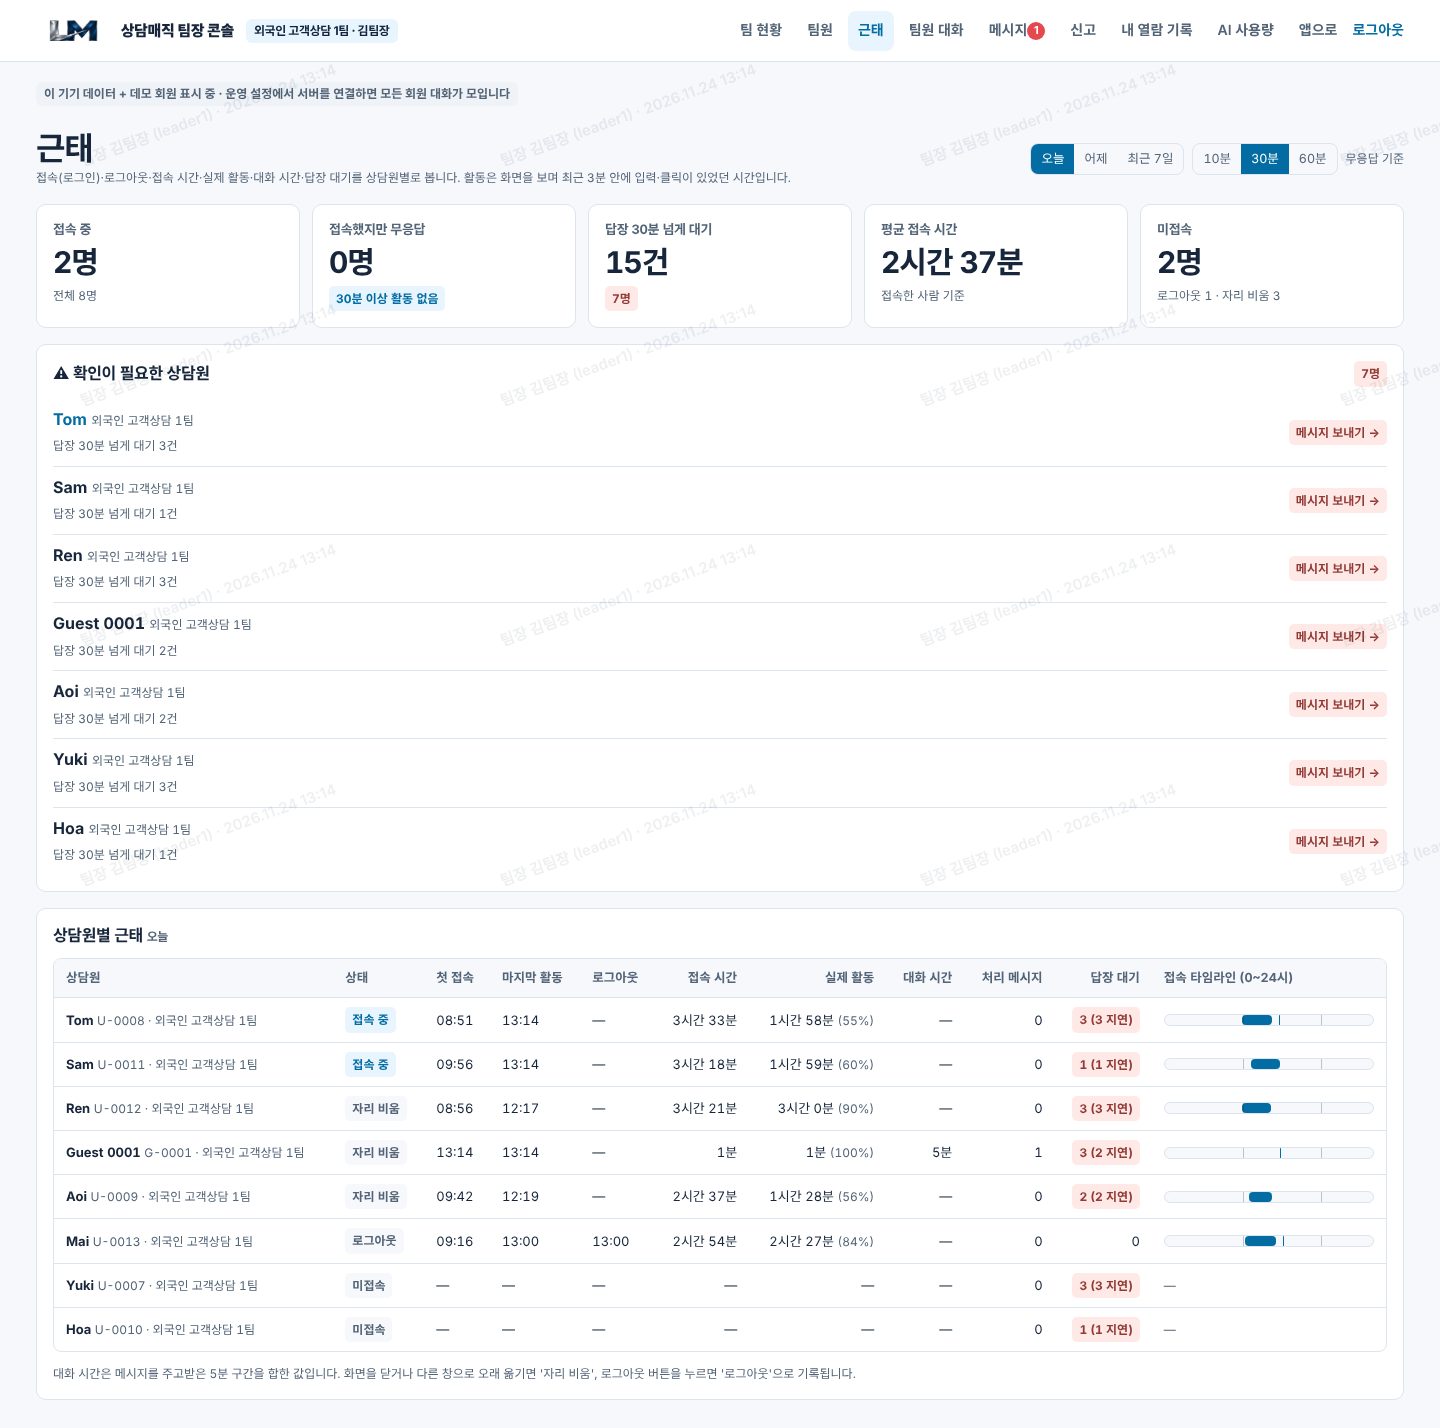 LM 상담매직 팀장 콘솔 외국인 고객상담 1팀 · 김팀장 팀 현황 팀원 근태 팀원 대화 메시지 1 신고 내 열람 기록 AI 사용량 앱으로 로그아웃
이 기기 데이터 + 데모 회원 표시 중 · 운영 설정에서 서버를 연결하면 모든 회원 대화가 모입니다
근태
접속(로그인)·로그아웃·접속 시간·실제 활동·대화 시간·답장 대기를 상담원별로 봅니다. 활동은 화면을 보며 최근 3분 안에 입력·클릭이 있었던 시간입니다.
오늘 어제 최근 7일 10분 30분 60분 무응답 기준
접속 중
2명
전체 8명
접속했지만 무응답
0명
30분 이상 활동 없음
답장 30분 넘게 대기
15건
7명
평균 접속 시간
2시간 37분
접속한 사람 기준
미접속
2명
로그아웃 1 · 자리 비움 3
⚠ 확인이 필요한 상담원 7명
Tom 외국인 고객상담 1팀
답장 30분 넘게 대기 3건
메시지 보내기 →
Sam 외국인 고객상담 1팀
답장 30분 넘게 대기 1건
메시지 보내기 →
Ren 외국인 고객상담 1팀
답장 30분 넘게 대기 3건
메시지 보내기 →
Guest 0001 외국인 고객상담 1팀
답장 30분 넘게 대기 2건
메시지 보내기 →
Aoi 외국인 고객상담 1팀
답장 30분 넘게 대기 2건
메시지 보내기 →
Yuki 외국인 고객상담 1팀
답장 30분 넘게 대기 3건
메시지 보내기 →
Hoa 외국인 고객상담 1팀
답장 30분 넘게 대기 1건
메시지 보내기 →
상담원별 근태 오늘
상담원 상태 첫 접속 마지막 활동 로그아웃 접속 시간 실제 활동 대화 시간 처리 메시지 답장 대기 접속 타임라인 (0~24시)
Tom U-0008 · 외국인 고객상담 1팀 접속 중 08:51 13:14 — 3시간 33분 1시간 58분 (55%) — 0 3 (3 지연)
Sam U-0011 · 외국인 고객상담 1팀 접속 중 09:56 13:14 — 3시간 18분 1시간 59분 (60%) — 0 1 (1 지연)
Ren U-0012 · 외국인 고객상담 1팀 자리 비움 08:56 12:17 — 3시간 21분 3시간 0분 (90%) — 0 3 (3 지연)
Guest 0001 G-0001 · 외국인 고객상담 1팀 자리 비움 13:14 13:14 — 1분 1분 (100%) 5분 1 3 (2 지연)
Aoi U-0009 · 외국인 고객상담 1팀 자리 비움 09:42 12:19 — 2시간 37분 1시간 28분 (56%) — 0 2 (2 지연)
Mai U-0013 · 외국인 고객상담 1팀 로그아웃 09:16 13:00 13:00 2시간 54분 2시간 27분 (84%) — 0 0
Yuki U-0007 · 외국인 고객상담 1팀 미접속 — — — — — — 0 3 (3 지연) —
Hoa U-0010 · 외국인 고객상담 1팀 미접속 — — — — — — 0 1 (1 지연) —
대화 시간은 메시지를 주고받은 5분 구간을 합한 값입니다. 화면을 닫거나 다른 창으로 오래 옮기면 '자리 비움', 로그아웃 버튼을 누르면 '로그아웃'으로 기록됩니다.
팀장 김팀장 (leader1) · 2026.11.24 13:14